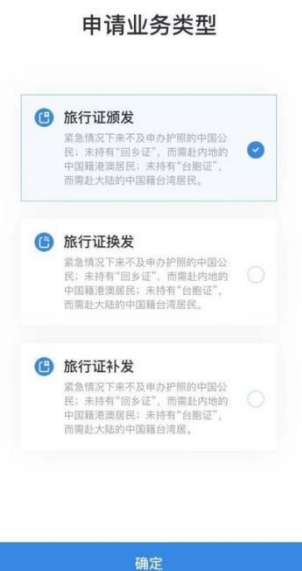 申请业务类型
旅行证颁发
紧急情况下来不及申办护照的中国公
民；未持有“回乡证”，而需赴内地的
中国籍港澳居民；未持有“台胞证”，
而需赴大陆的中国籍台湾居民。
旅行证换发
紧急情况下来不及申办护照的中国公
民；未持有“回乡证”，而需赴内地的
中国籍港澳居民；未持有“台胞证”，
而需赴大陆的中国籍台湾居民。
旅行证补发
紧急情况下来不及申办护照的中国公
民；未持有“回乡证”，而需赴内地的
中国籍港澳居民；未持有“台胞证”，
而需赴大陆的中国籍台湾居。
确定